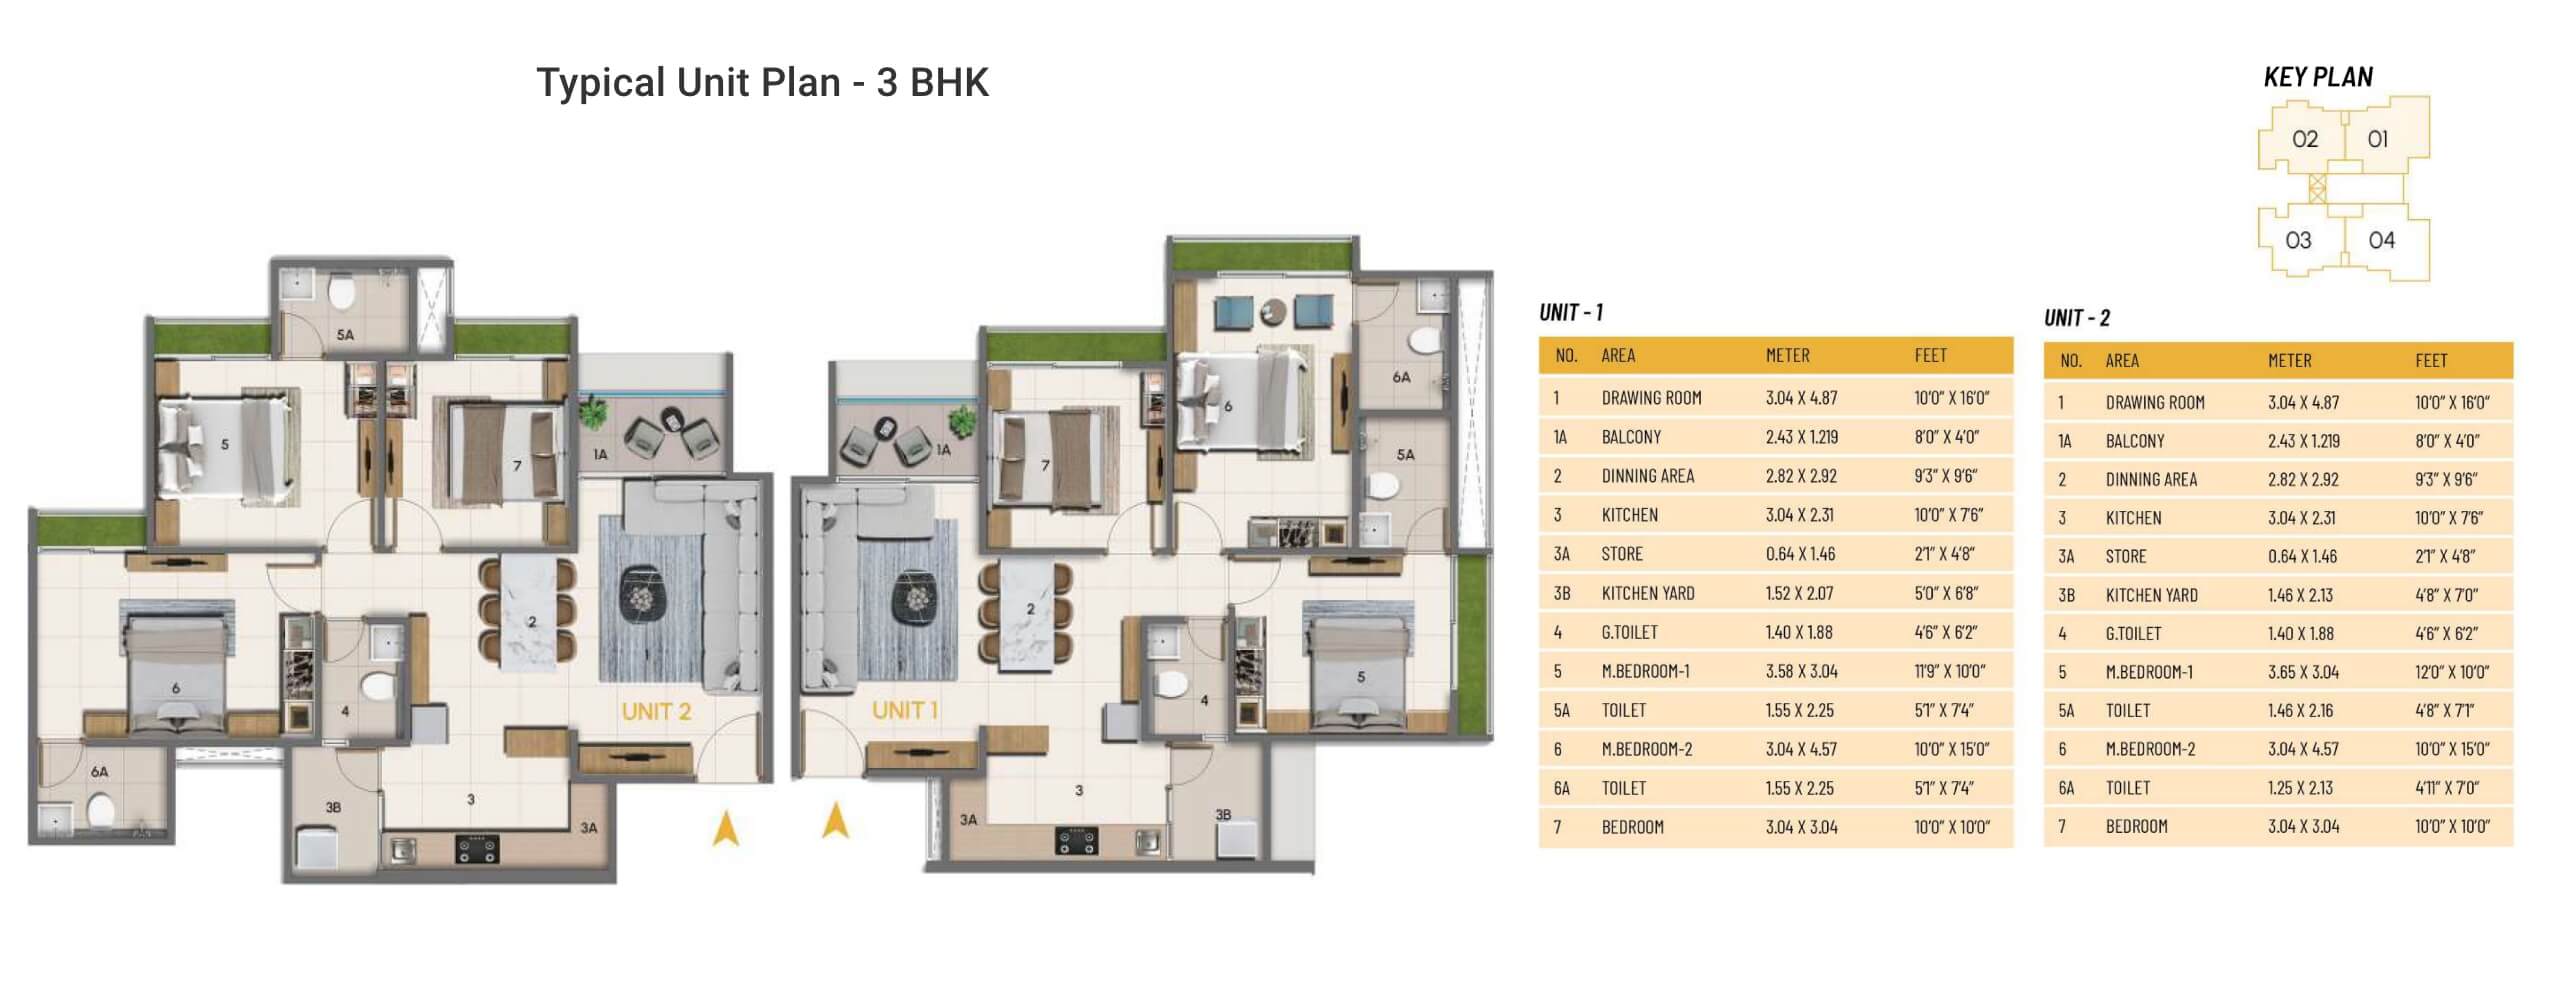 Typical Unit Plan - 3 BHK
KEY PLAN
02
01
03
04
5A
5
7
1A
6
2
4
UNIT 2
6A
3B
3
3A
6
6A
5A
1A
7
2
4
5
UNIT 1
3A
3
3B
UNIT - 1
NO. AREA METER FEET
1 DRAWING ROOM 3.04 X 4.87 10'0" X 16'0"
1A BALCONY 2.43 X 1.219 8'0" X 4'0"
2 DINNING AREA 2.82 X 2.92 9'3" X 9'6"
3 KITCHEN 3.04 X 2.31 10'0" X 7'6"
3A STORE 0.64 X 1.46 2'1" X 4'8"
3B KITCHEN YARD 1.52 X 2.07 5'0" X 6'8"
4 G.TOILET 1.40 X 1.88 4'6" X 6'2"
5 M.BEDROOM-1 3.58 X 3.04 11'9" X 10'0"
5A TOILET 1.55 X 2.25 5'1" X 7'4"
6 M.BEDROOM-2 3.04 X 4.57 10'0" X 15'0"
6A TOILET 1.55 X 2.25 5'1" X 7'4"
7 BEDROOM 3.04 X 3.04 10'0" X 10'0"
UNIT - 2
NO. AREA METER FEET
1 DRAWING ROOM 3.04 X 4.87 10'0" X 16'0"
1A BALCONY 2.43 X 1.219 8'0" X 4'0"
2 DINNING AREA 2.82 X 2.92 9'3" X 9'6"
3 KITCHEN 3.04 X 2.31 10'0" X 7'6"
3A STORE 0.64 X 1.46 2'1" X 4'8"
3B KITCHEN YARD 1.46 X 2.13 4'8" X 7'0"
4 G.TOILET 1.40 X 1.88 4'6" X 6'2"
5 M.BEDROOM-1 3.65 X 3.04 12'0" X 10'0"
5A TOILET 1.46 X 2.16 4'8" X 7'1"
6 M.BEDROOM-2 3.04 X 4.57 10'0" X 15'0"
6A TOILET 1.25 X 2.13 4'11" X 7'0"
7 BEDROOM 3.04 X 3.04 10'0" X 10'0"